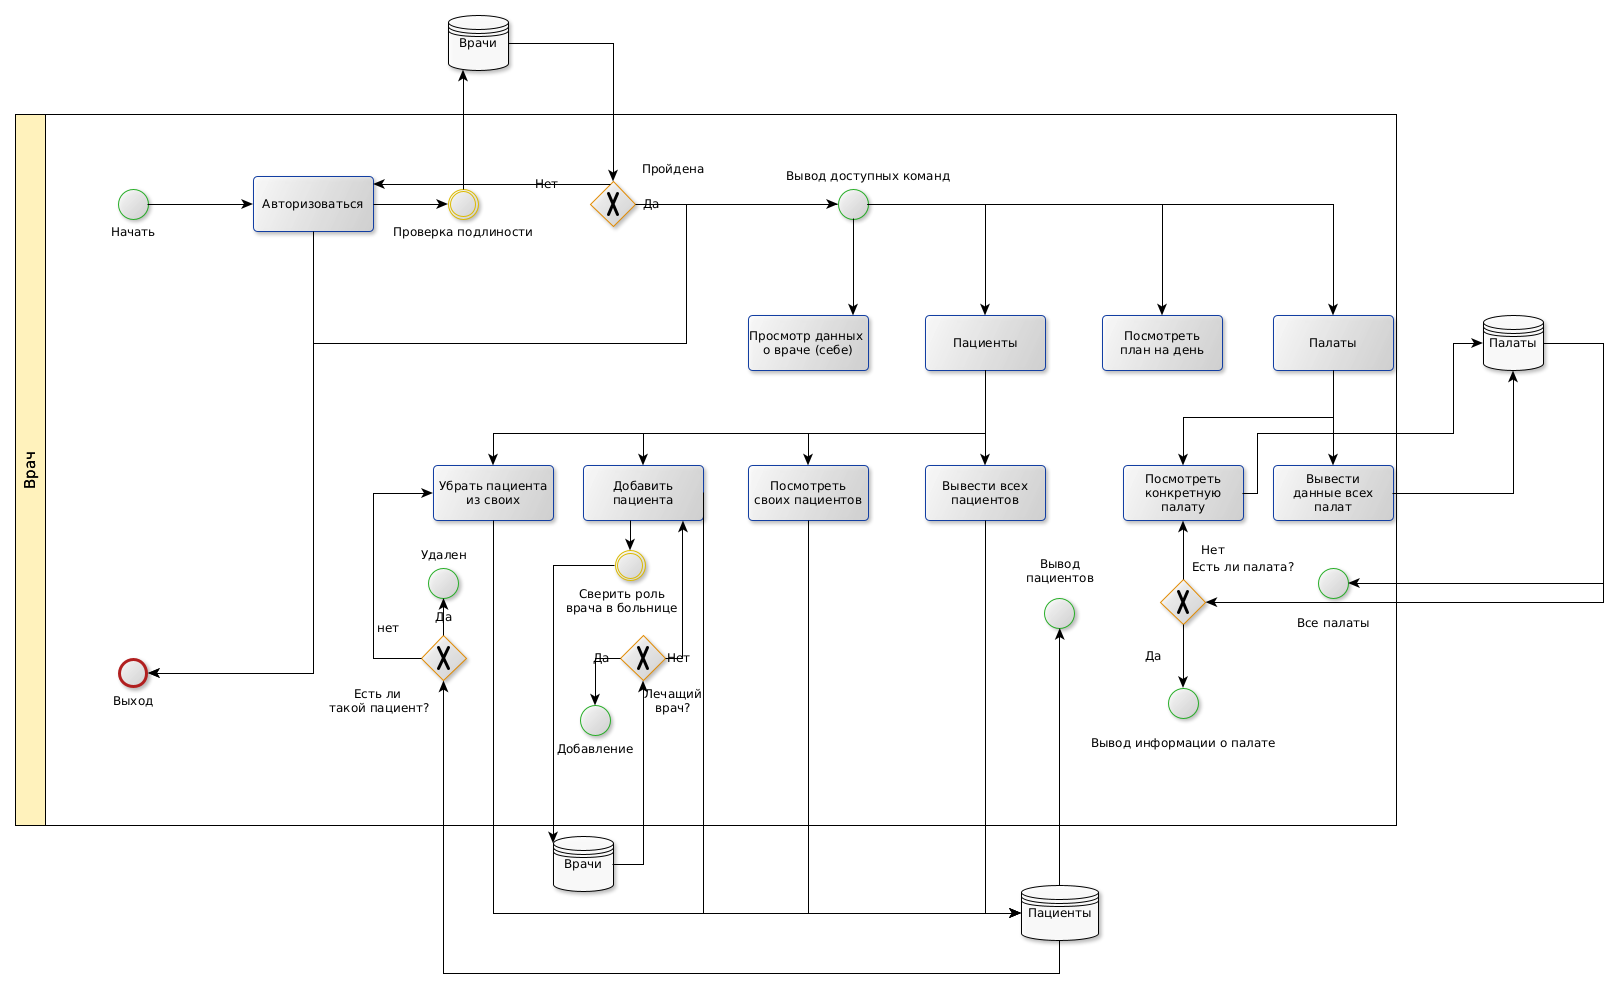 Врачи
Врач
Пройдена
Вывод доступных команд
Нет
Авторизоваться
Да
Начать
Проверка подлиности
Просмотр данных
о враче (себе)
Пациенты
Посмотреть
план на день
Палаты
Палаты
Убрать пациента
из своих
Добавить
пациента
Посмотреть
своих пациентов
Вывести всех
пациентов
Посмотреть
конкретную
палату
Вывести
данные всех
палат
Удален
Нет
Есть ли палата?
Вывод
пациентов
Сверить роль
врача в больнице
Да
нет
Все палаты
Да
Нет
Да
Есть ли
такой пациент?
Лечащий
врач?
Выход
Добавление
Вывод информации о палате
Врачи
Пациенты